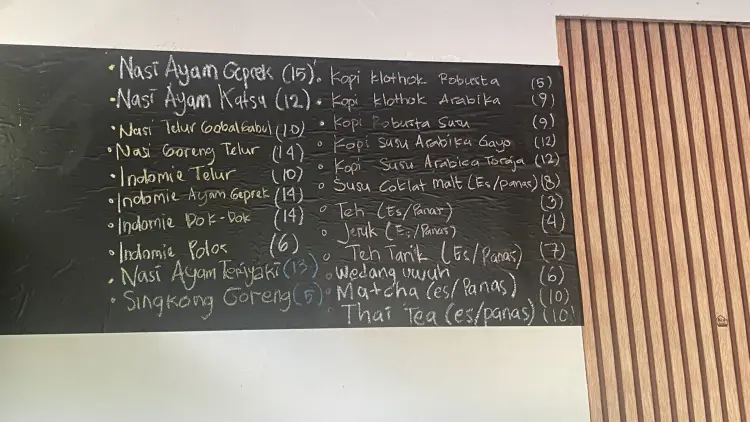 • Nasi Ayam Geprek (15)
• Nasi Ayam Katsu (12)
• Nasi Telur Gobal Gabul (10)
• Nasi Goreng Telur (14)
• Indomie Telur (10)
• Indomie Ayam Geprek (14)
• Indomie Dok-Dok (14)
• Indomie Polos (6)
• Nasi Ayam Teriyaki (13)
• Singkong Goreng (5)
• Kopi Klothok Robusta (5)
• Kopi Klothok Arabika (9)
• Kopi Robusta Susu (9)
• Kopi Susu Arabika Gayo (12)
• Kopi Susu Arabica Toraja (12)
• Susu Coklat Malt (Es/panas) (8)
• Teh (Es/Panas) (3)
• Jeruk (Es/Panas) (4)
• Teh Tarik (Es/Panas) (7)
• Wedang uwuh (6)
• Matcha (es/Panas) (10)
• Thai Tea (es/panas) (10)